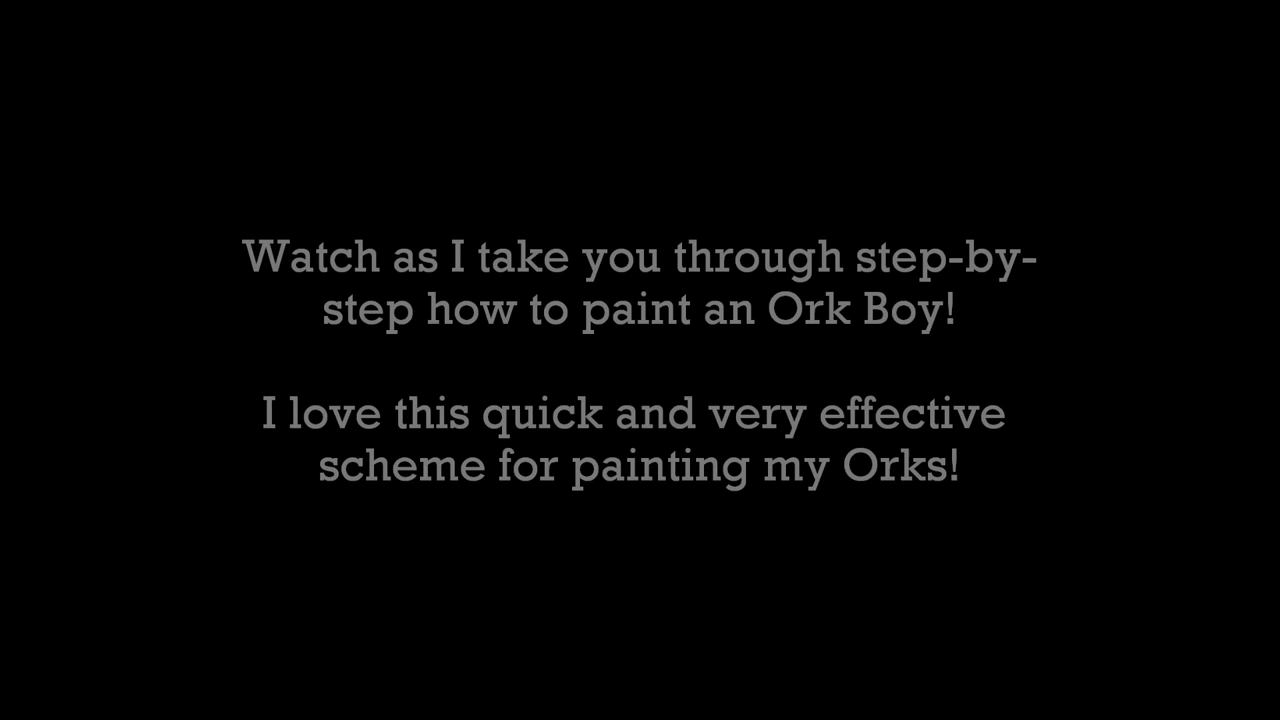 Watch as I take you through step-by-
step how to paint an Ork Boy!
I love this quick and very effective
scheme for painting my Orks!